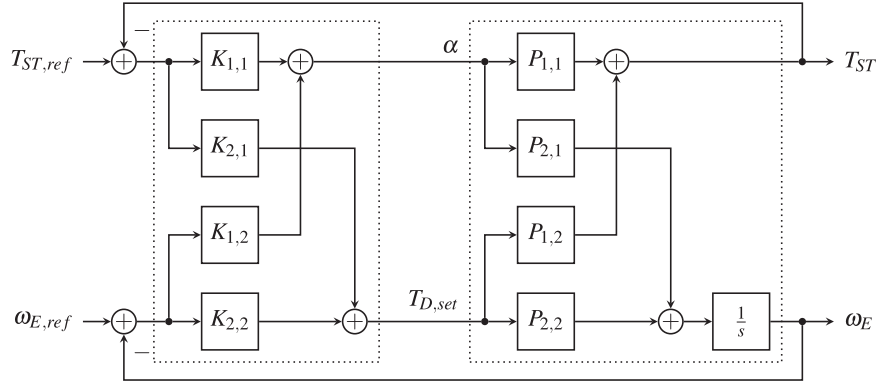 −
T_{ST,ref} + K_{1,1} + α P_{1,1} + T_{ST}
K_{2,1} P_{2,1}
K_{1,2} P_{1,2}
ω_{E,ref} + K_{2,2} + T_{D,set} P_{2,2} + 1/s ω_E
−